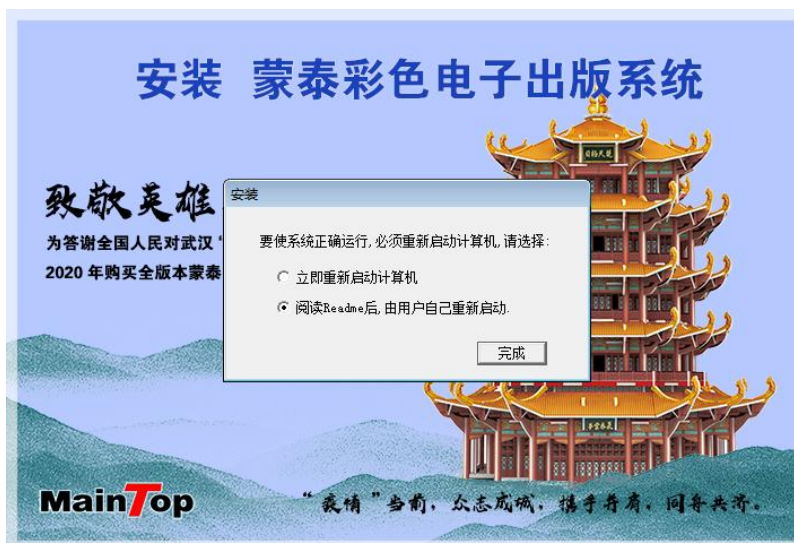 安装 蒙泰彩色电子出版系统
致敬英雄
为答谢全国人民对武汉“
2020 年购买全版本蒙泰
安装
要使系统正确运行,必须重新启动计算机,请选择:
立即重新启动计算机
阅读Readme后,由用户自己重新启动.
完成
MainTop
“疫情”当前,众志成城,携手并肩,同舟共济。